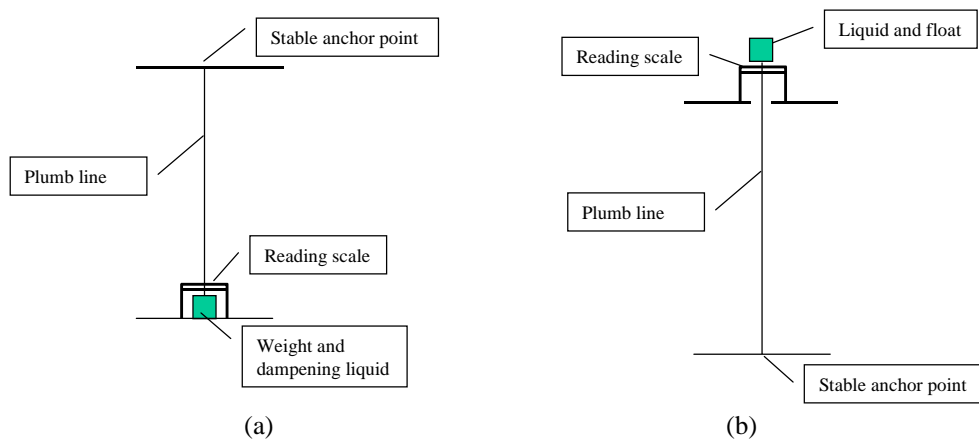 Stable anchor point
Plumb line
Reading scale
Weight and
dampening liquid
(a)
Liquid and float
Reading scale
Plumb line
Stable anchor point
(b)